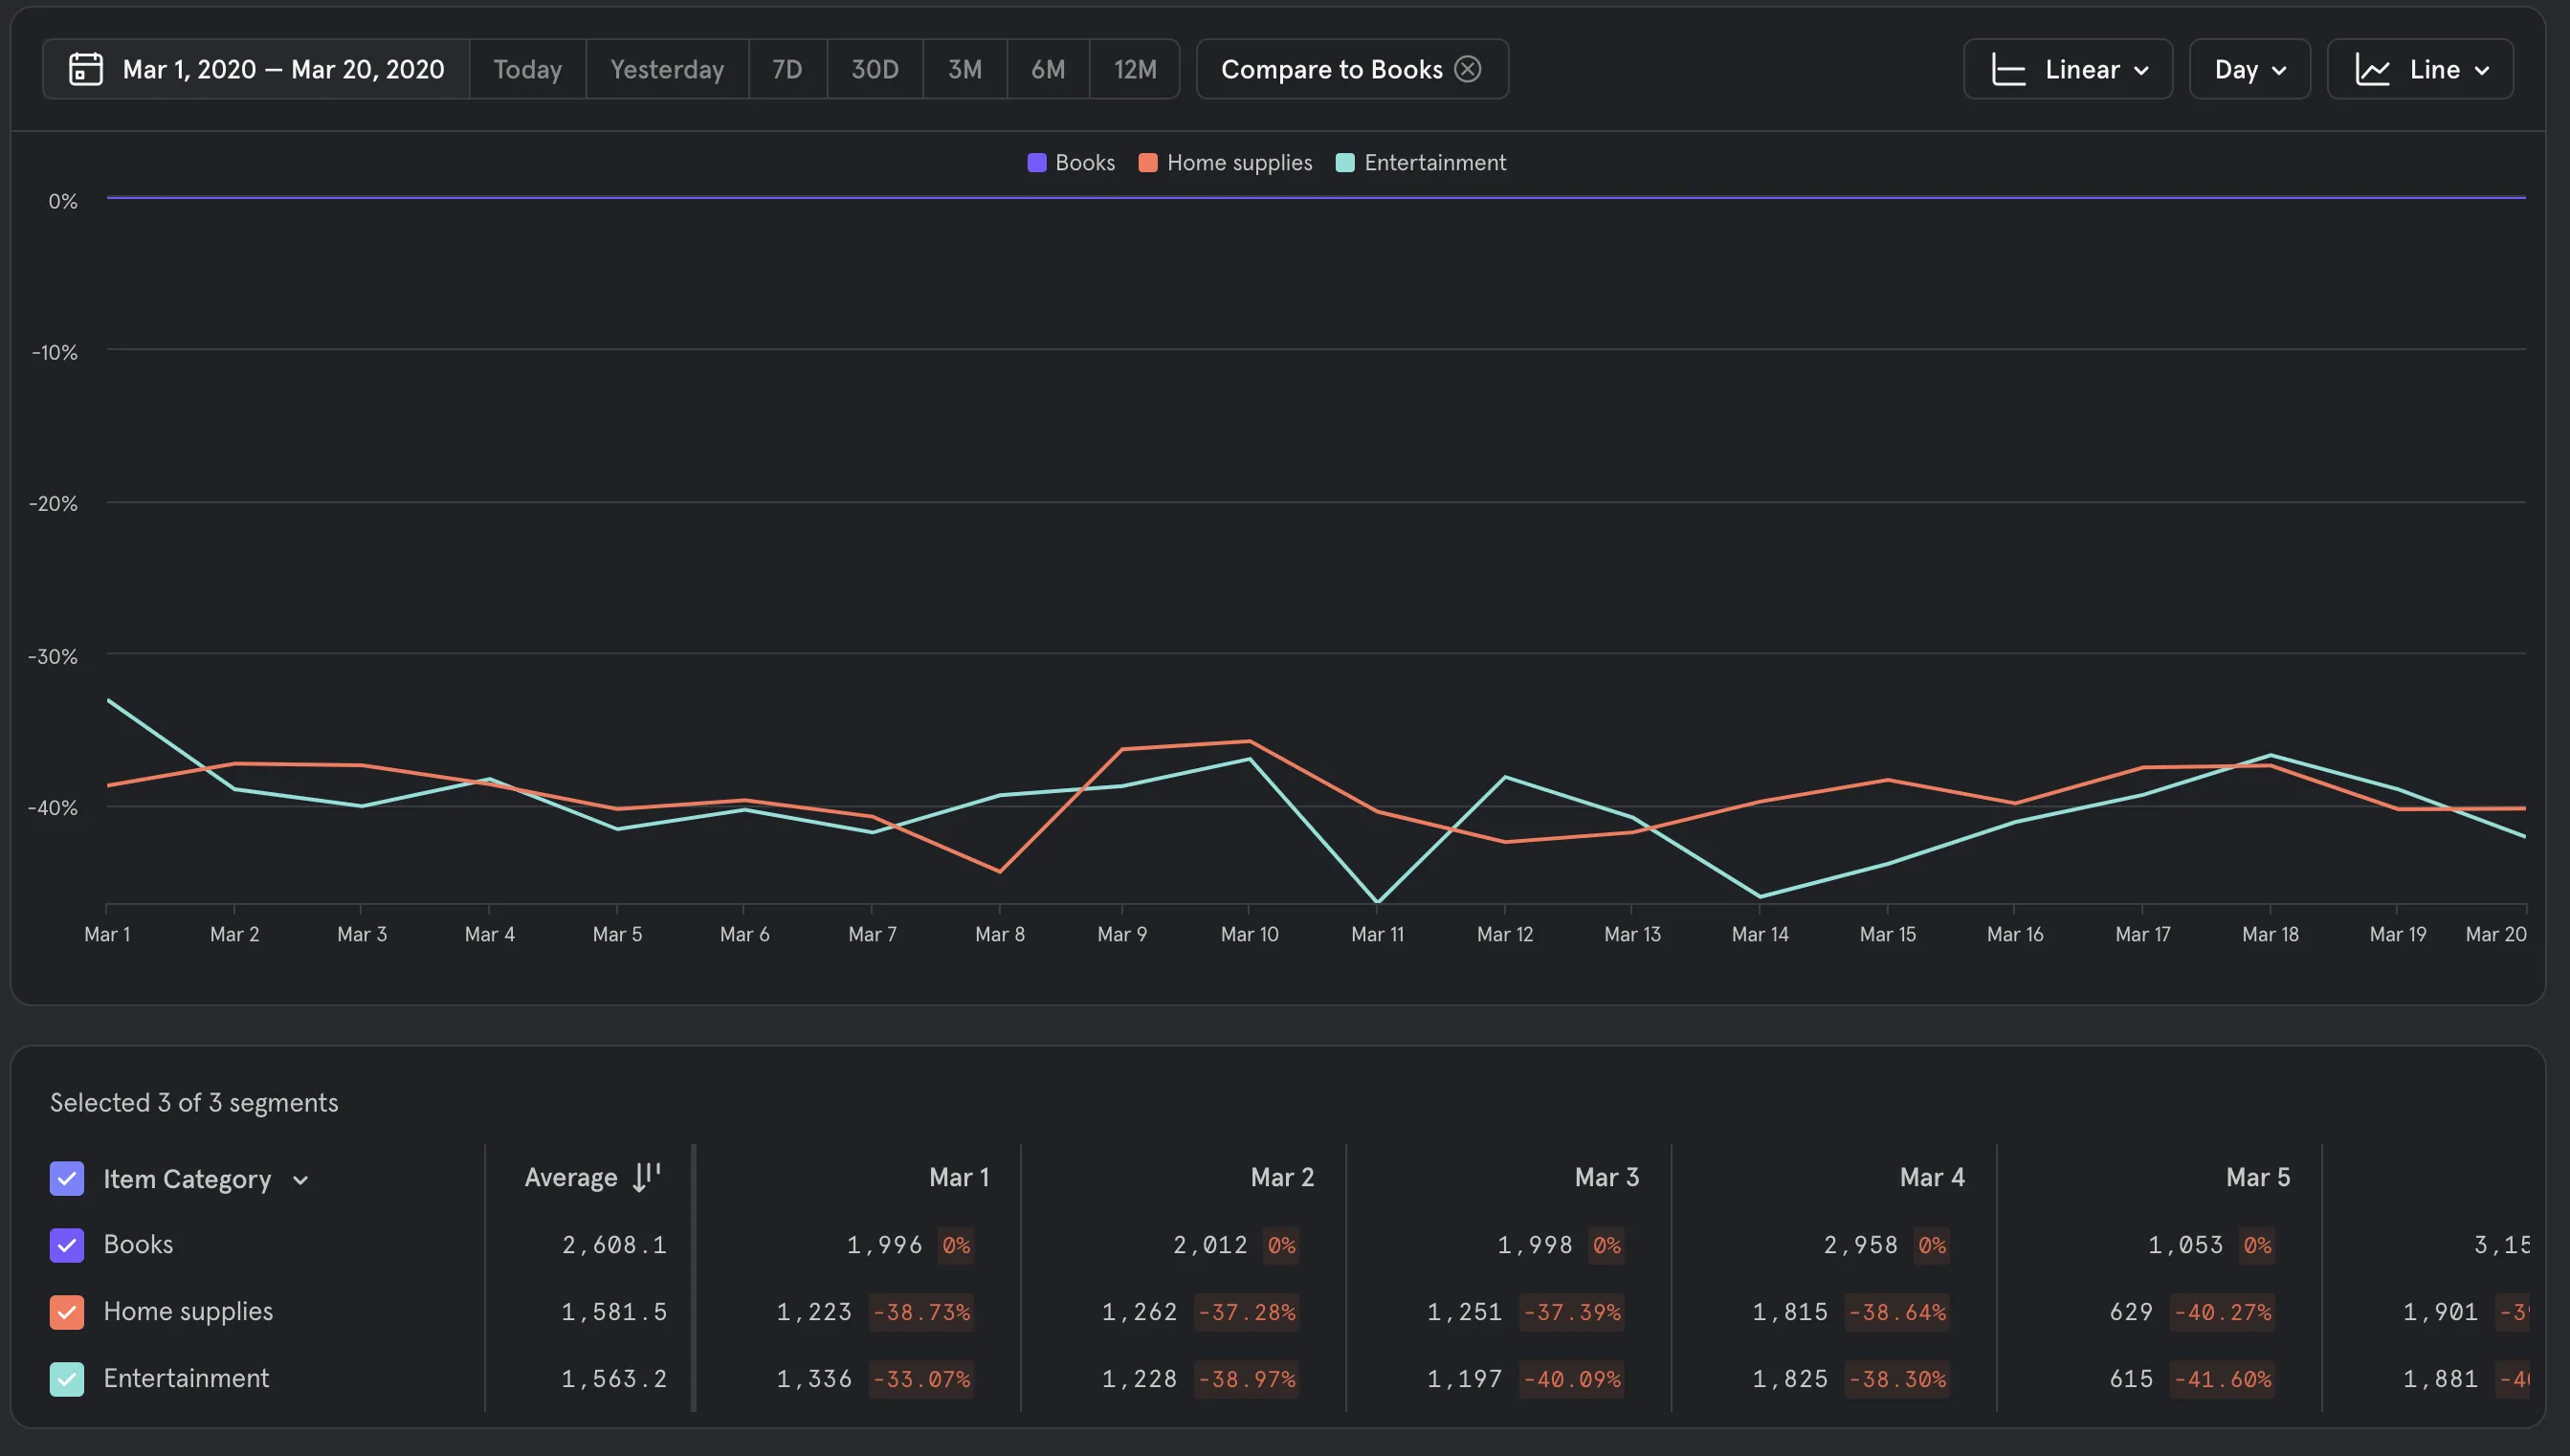 Mar 1, 2020 — Mar 20, 2020 Today Yesterday 7D 30D 3M 6M 12M Compare to Books Linear Day Line
Books Home supplies Entertainment
0%
-10%
-20%
-30%
-40%
Mar 1 Mar 2 Mar 3 Mar 4 Mar 5 Mar 6 Mar 7 Mar 8 Mar 9 Mar 10 Mar 11 Mar 12 Mar 13 Mar 14 Mar 15 Mar 16 Mar 17 Mar 18 Mar 19 Mar 20
Selected 3 of 3 segments
Item Category Average Mar 1 Mar 2 Mar 3 Mar 4 Mar 5
Books 2,608.1 1,996 0% 2,012 0% 1,998 0% 2,958 0% 1,053 0% 3,15
Home supplies 1,581.5 1,223 -38.73% 1,262 -37.28% 1,251 -37.39% 1,815 -38.64% 629 -40.27% 1,901
Entertainment 1,563.2 1,336 -33.07% 1,228 -38.97% 1,197 -40.09% 1,825 -38.30% 615 -41.60% 1,881